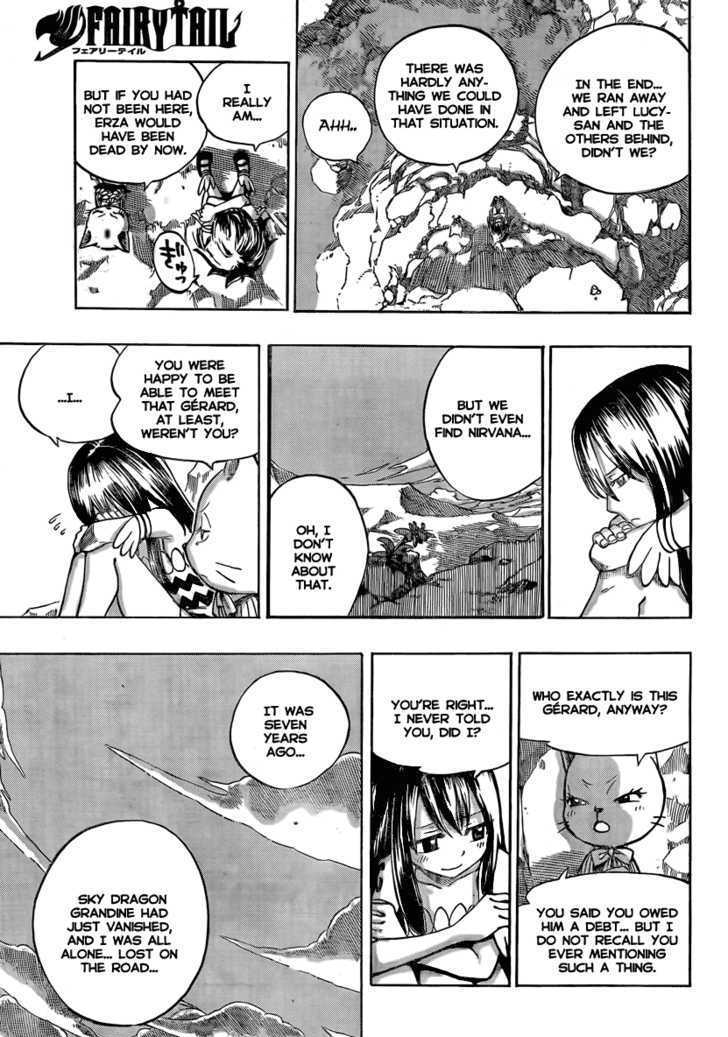 FAIRY TAIL
フェアリーテイル
IN THE END...
WE RAN AWAY
AND LEFT LUCY-
SAN AND THE
OTHERS BEHIND,
DIDN'T WE?
THERE WAS
HARDLY ANY-
THING WE COULD
HAVE DONE IN
THAT SITUATION.
AHH..
I
REALLY
AM...
BUT IF YOU HAD
NOT BEEN HERE,
ERZA WOULD
HAVE BEEN
DEAD BY NOW.
BUT WE
DIDN'T EVEN
FIND NIRVANA...
OH, I
DON'T
KNOW
ABOUT
THAT.
YOU WERE
HAPPY TO BE
ABLE TO MEET
THAT GÉRARD,
AT LEAST,
WEREN'T YOU?
...I...
WHO EXACTLY IS THIS
GÉRARD, ANYWAY?
YOU SAID YOU OWED
HIM A DEBT... BUT I
DO NOT RECALL YOU
EVER MENTIONING
SUCH A THING.
YOU'RE RIGHT...
I NEVER TOLD
YOU, DID I?
IT WAS
SEVEN
YEARS
AGO...
SKY DRAGON
GRANDINE HAD
JUST VANISHED,
AND I WAS ALL
ALONE... LOST ON
THE ROAD...